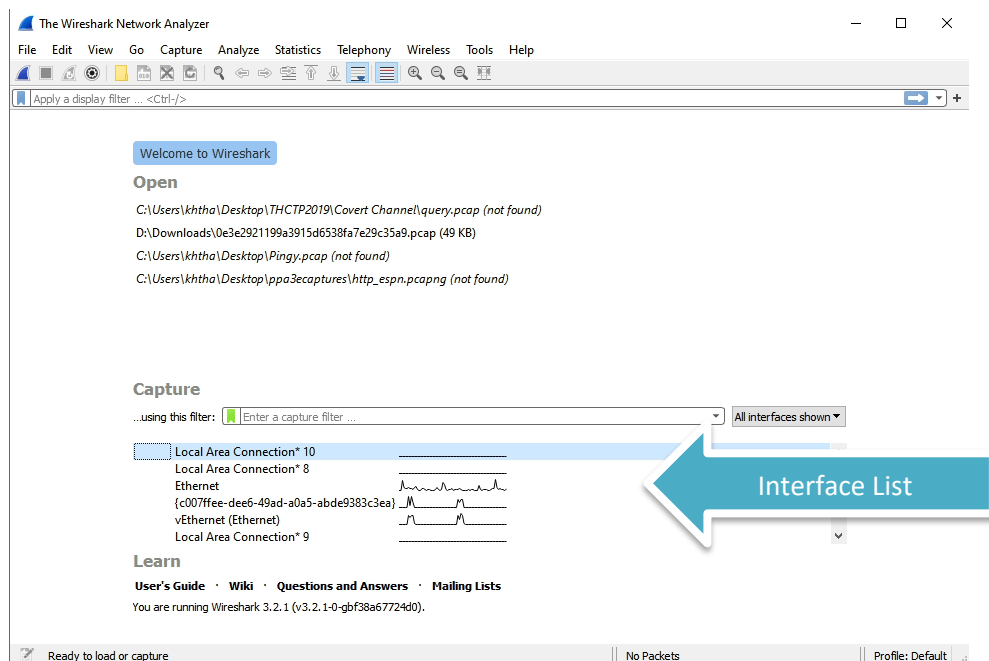 The Wireshark Network Analyzer
File Edit View Go Capture Analyze Statistics Telephony Wireless Tools Help
Apply a display filter ... <Ctrl-/>
Welcome to Wireshark
Open
C:\Users\khtha\Desktop\THCTP2019\Covert Channel\query.pcap (not found)
D:\Downloads\0e3e2921199a3915d6538fa7e29c35a9.pcap (49 KB)
C:\Users\khtha\Desktop\Pingy.pcap (not found)
C:\Users\khtha\Desktop\ppa3ecaptures\http_espn.pcapng (not found)
Capture
...using this filter: Enter a capture filter ... All interfaces shown
Local Area Connection* 10
Local Area Connection* 8
Ethernet
{c007ffee-dee6-49ad-a0a5-abde9383c3ea}
vEthernet (Ethernet)
Local Area Connection* 9
Interface List
Learn
User's Guide · Wiki · Questions and Answers · Mailing Lists
You are running Wireshark 3.2.1 (v3.2.1-0-gbf38a67724d0).
Ready to load or capture No Packets Profile: Default